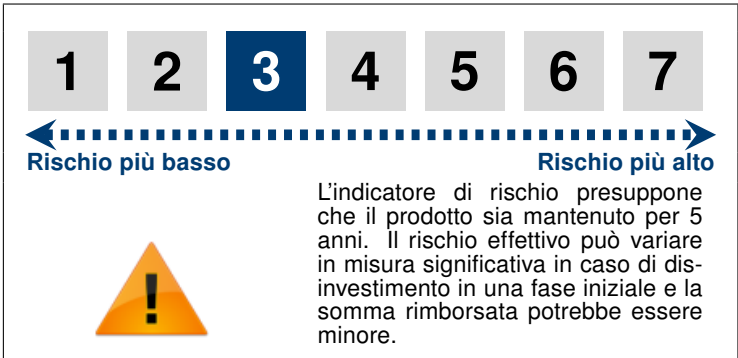 1 2 3 4 5 6 7
Rischio più basso Rischio più alto
L'indicatore di rischio presuppone
che il prodotto sia mantenuto per 5
anni. Il rischio effettivo può variare
in misura significativa in caso di dis-
investimento in una fase iniziale e la
somma rimborsata potrebbe essere
minore.
!